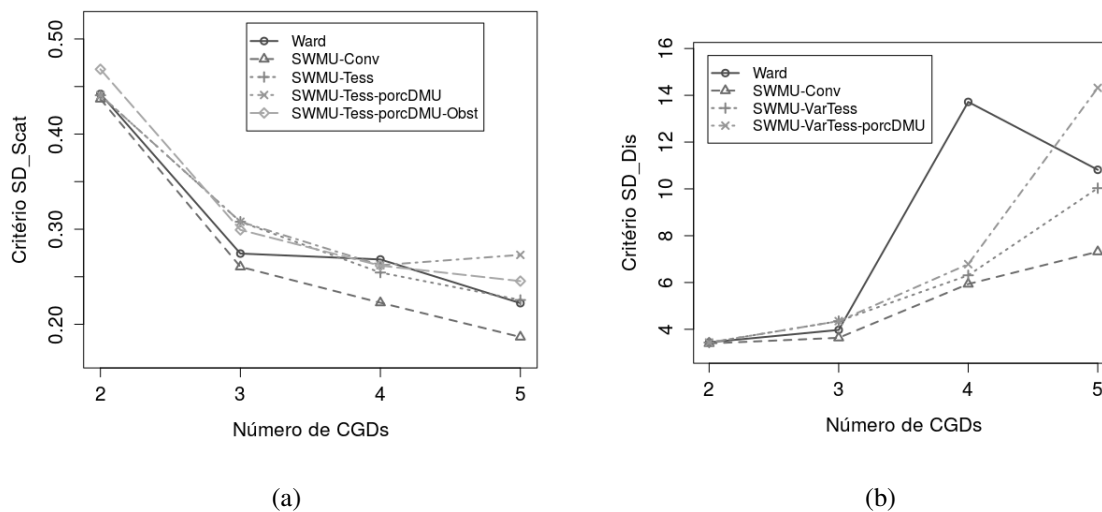 Critério SD_Scat
0.50
0.40
0.30
0.20
Ward
SWMU-Conv
SWMU-Tess
SWMU-Tess-porcDMU
SWMU-Tess-porcDMU-Obst
2 3 4 5
Número de CGDs
(a)
Critério SD_Dis
16
14
12
10
8
6
4
Ward
SWMU-Conv
SWMU-VarTess
SWMU-VarTess-porcDMU
2 3 4 5
Número de CGDs
(b)